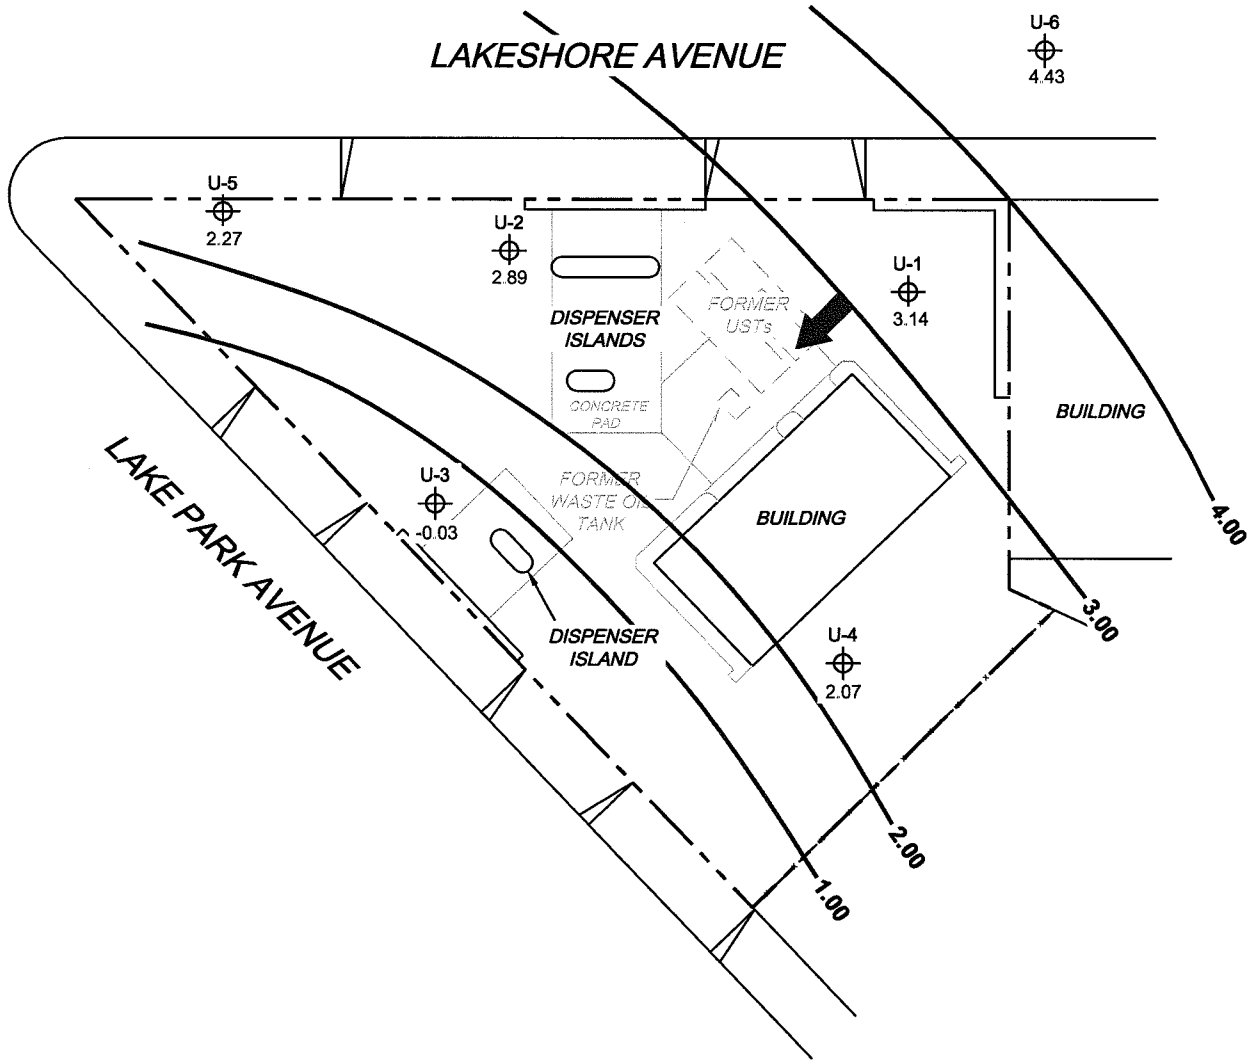 U-6
4.43
LAKESHORE AVENUE
U-5
2.27
U-2
2.89
U-1
3.14
FORMER
USTs
DISPENSER
ISLANDS
CONCRETE
PAD
BUILDING
U-3
-0.03
FORMER
WASTE OIL
TANK
BUILDING
4.00
LAKE PARK AVENUE
DISPENSER
ISLAND
3.00
U-4
2.07
2.00
1.00